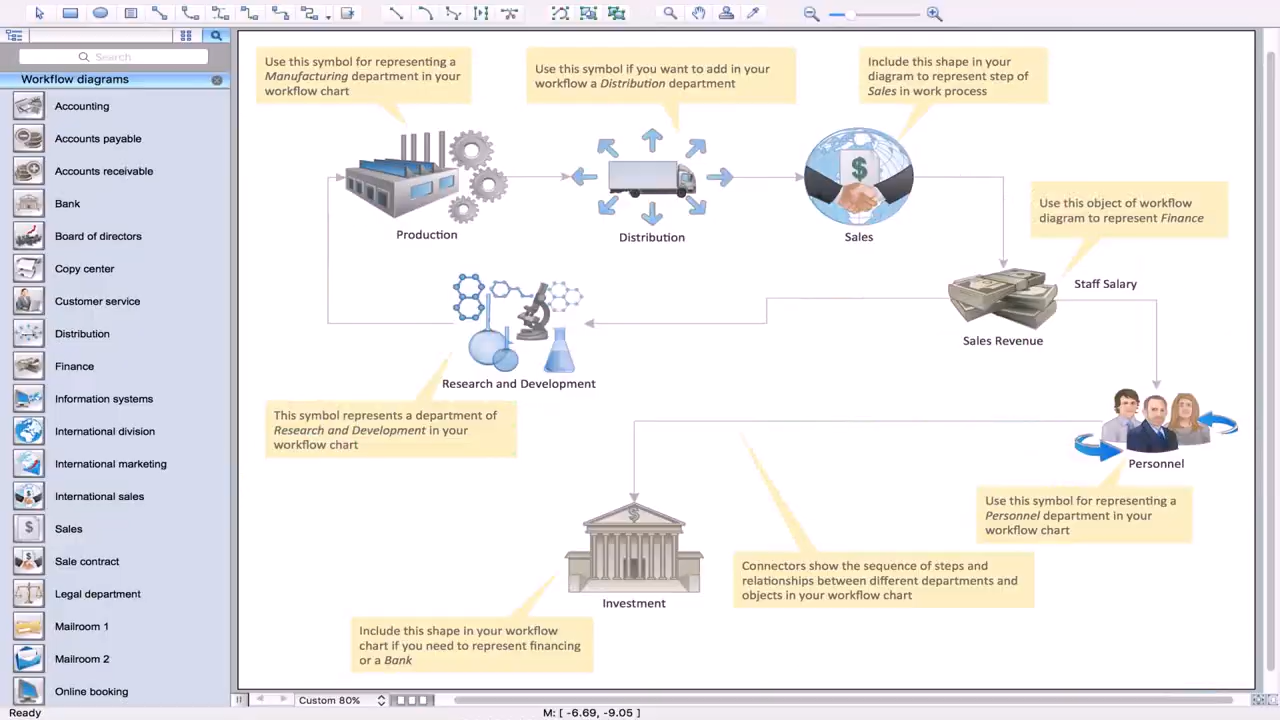 Search
Workflow diagrams
Accounting
Accounts payable
Accounts receivable
Bank
Board of directors
Copy center
Customer service
Distribution
Finance
Information systems
International division
International marketing
International sales
Sales
Sale contract
Legal department
Mailroom 1
Mailroom 2
Online booking
Ready
Use this symbol for representing a
Manufacturing department in your
workflow chart
Use this symbol if you want to add in your
workflow a Distribution department
Include this shape in your
diagram to represent step of
Sales in work process
Production
Distribution
$
Sales
Use this object of workflow
diagram to represent Finance
Staff Salary
Sales Revenue
Research and Development
This symbol represents a department of
Research and Development in your
workflow chart
Personnel
Use this symbol for representing a
Personnel department in your
workflow chart
$
Investment
Connectors show the sequence of steps and
relationships between different departments and
objects in your workflow chart
Include this shape in your workflow
chart if you need to represent financing
or a Bank
Custom 80%
M: [ -6.69, -9.05 ]